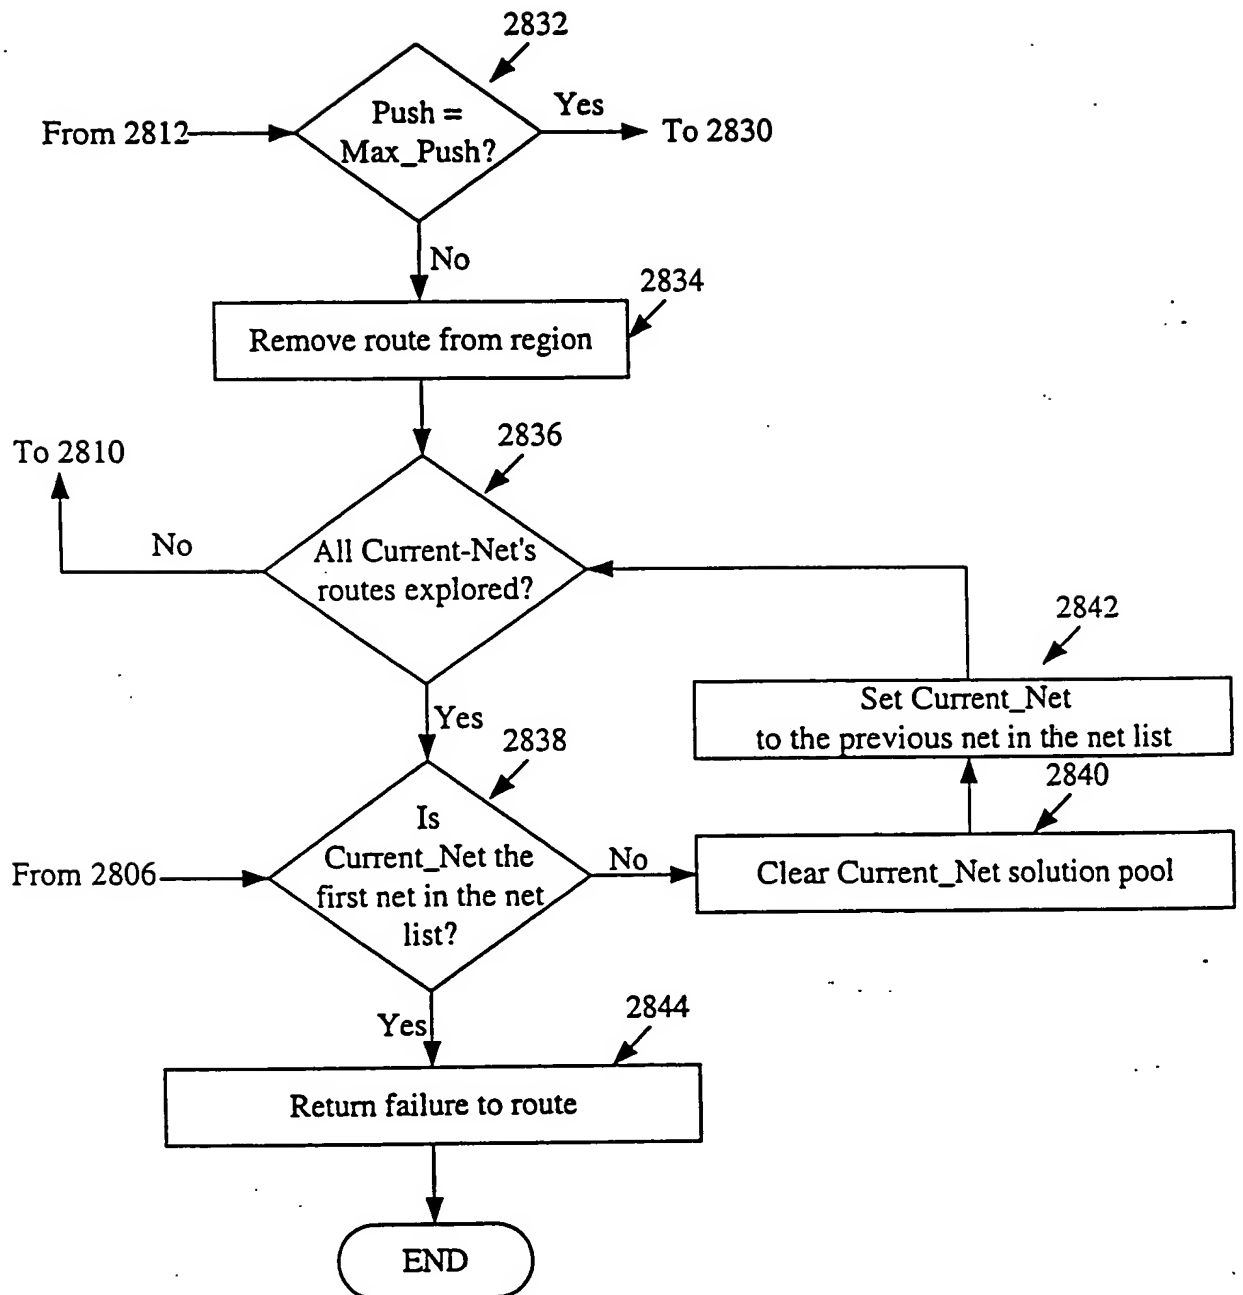 2832
Push =
Max_Push?
Yes
From 2812
To 2830
No
2834
Remove route from region
2836
To 2810
No
All Current-Net's
routes explored?
2842
Set Current_Net
to the previous net in the net list
Yes
2838
2840
Is
Current_Net the
first net in the net
list?
From 2806
No
Clear Current_Net solution pool
Yes
2844
Return failure to route
END